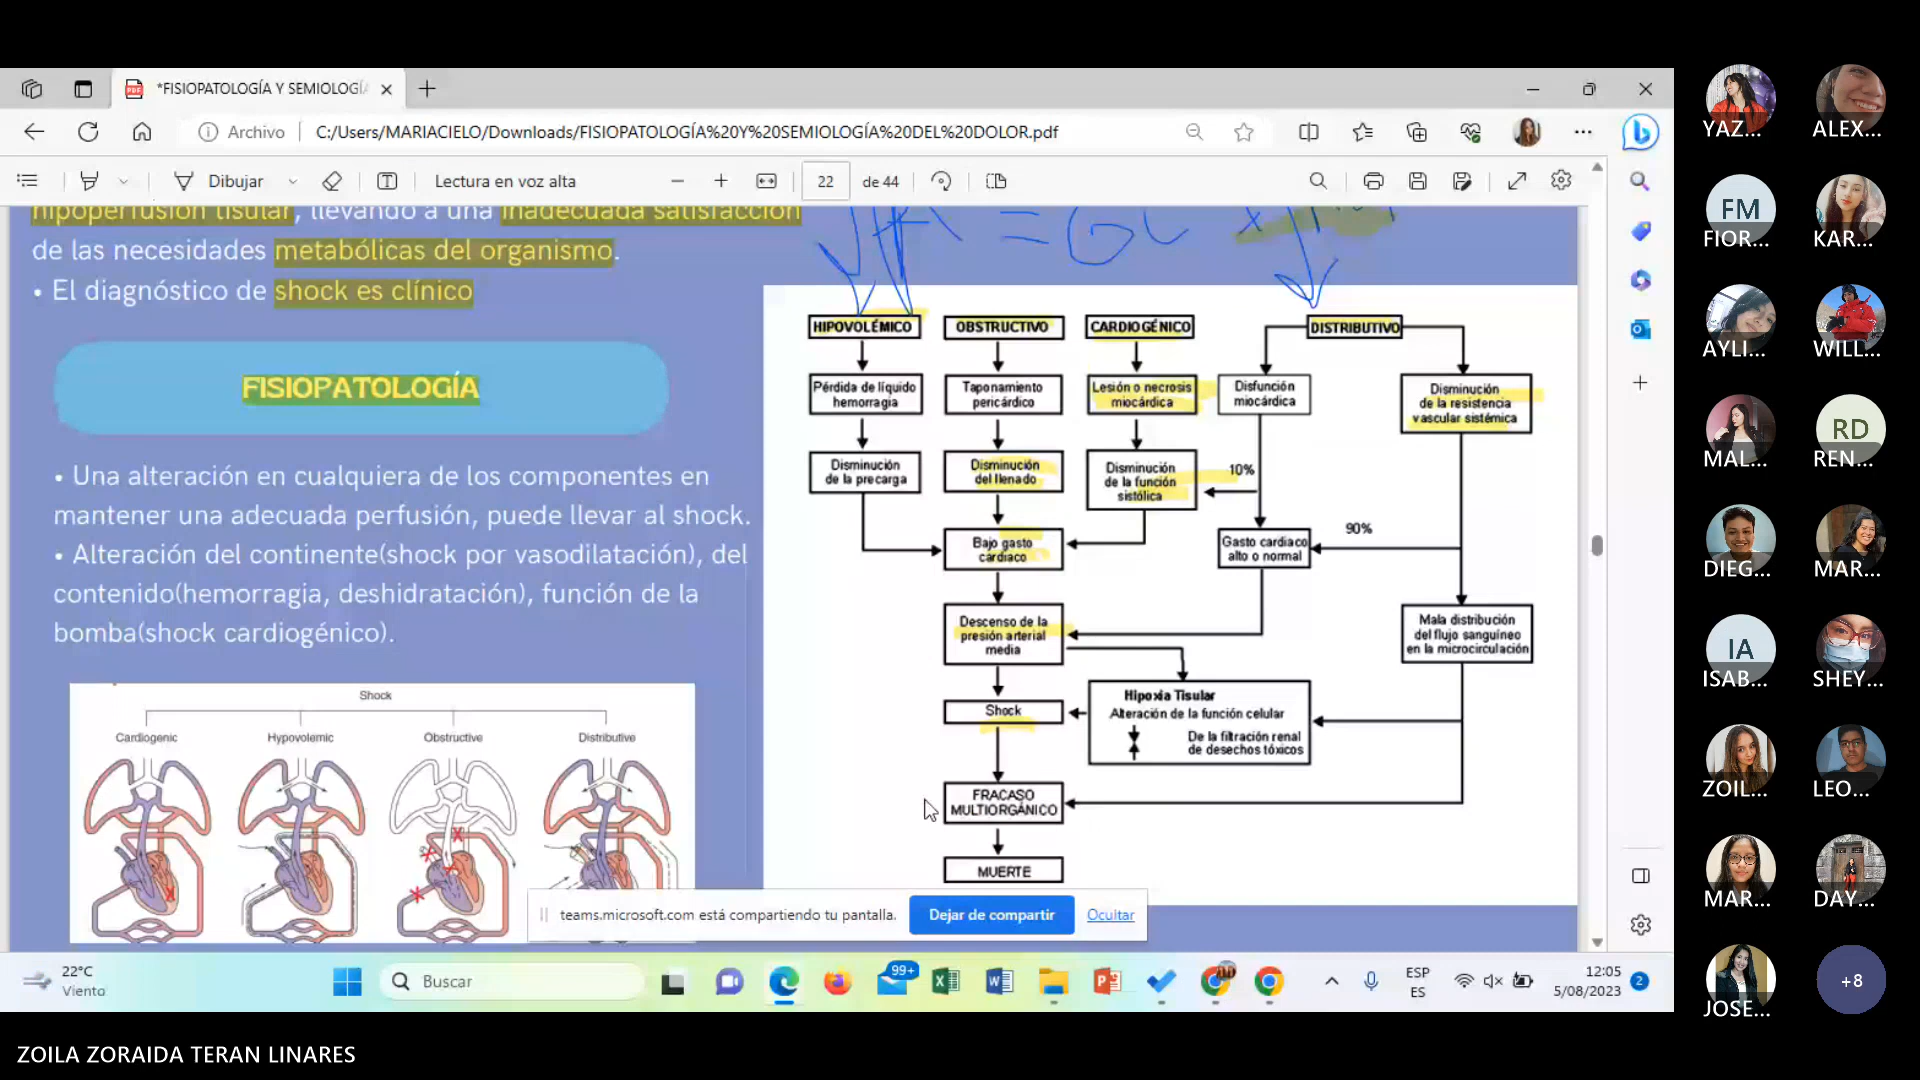 *FISIOPATOLOGÍA Y SEMIOLOGÍA
Archivo
C:/Users/MARIACIELO/Downloads/FISIOPATOLOGÍA%20Y%20SEMIOLOGÍA%20DEL%20DOLOR.pdf
Dibujar
Lectura en voz alta
22
de 44
hipoperfusión tisular, llevando a una inadecuada satisfacción
de las necesidades metabólicas del organismo.
• El diagnóstico de shock es clínico
FISIOPATOLOGÍA
• Una alteración en cualquiera de los componentes en
mantener una adecuada perfusión, puede llevar al shock.
• Alteración del continente(shock por vasodilatación), del
contenido(hemorragia, deshidratación), función de la
bomba(shock cardiogénico).
Shock
Cardiogenic
Hypovolemic
Obstructive
Distributive
= GC x
HIPOVOLÉMICO
OBSTRUCTIVO
CARDIOGÉNICO
DISTRIBUTIVO
Pérdida de líquido
hemorragia
Taponamiento
pericárdico
Lesión o necrosis
miocárdica
Disfunción
miocárdica
Disminución
de la resistencia
vascular sistémica
Disminución
de la precarga
Disminución
del llenado
Disminución
de la función
sistólica
10%
Bajo gasto
cardiaco
Gasto cardiaco
alto o normal
90%
Descenso de la
presión arterial
media
Mala distribución
del flujo sanguíneo
en la microcirculación
Shock
Hipoxia Tisular
Alteración de la función celular
De la filtración renal
de desechos tóxicos
FRACASO
MULTIORGÁNICO
MUERTE
teams.microsoft.com está compartiendo tu pantalla.
Dejar de compartir
Ocultar
22°C
Viento
Buscar
99+
ESP
ES
12:05
5/08/2023
2
YAZ...
ALEX...
FM
FIOR...
KAR...
AYLI...
WILL...
MAL...
RD
REN...
DIEG...
MAR...
IA
ISAB...
SHEY...
ZOIL...
LEO...
MAR...
DAY...
JOSE...
+8
ZOILA ZORAIDA TERAN LINARES